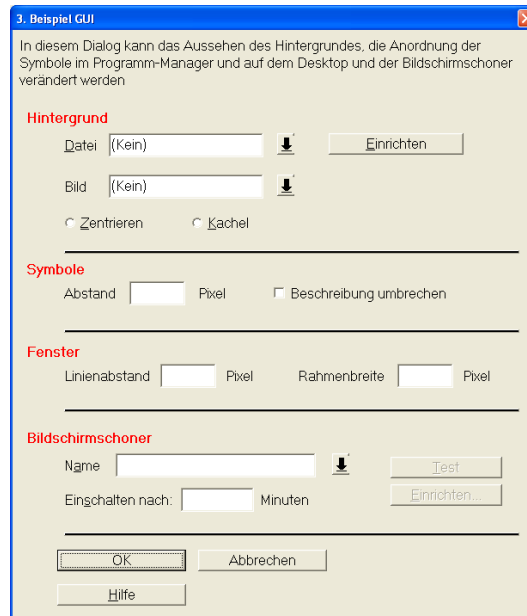 3. Beispiel GUI
In diesem Dialog kann das Aussehen des Hintergrundes, die Anordnung der
Symbole im Programm-Manager und auf dem Desktop und der Bildschirmschoner
verändert werden
Hintergrund
Datei (Kein) Einrichten
Bild (Kein)
Zentrieren Kachel
Symbole
Abstand Pixel Beschreibung umbrechen
Fenster
Linienabstand Pixel Rahmenbreite Pixel
Bildschirmschoner
Name Test
Einschalten nach: Minuten Einrichten...
OK Abbrechen
Hilfe